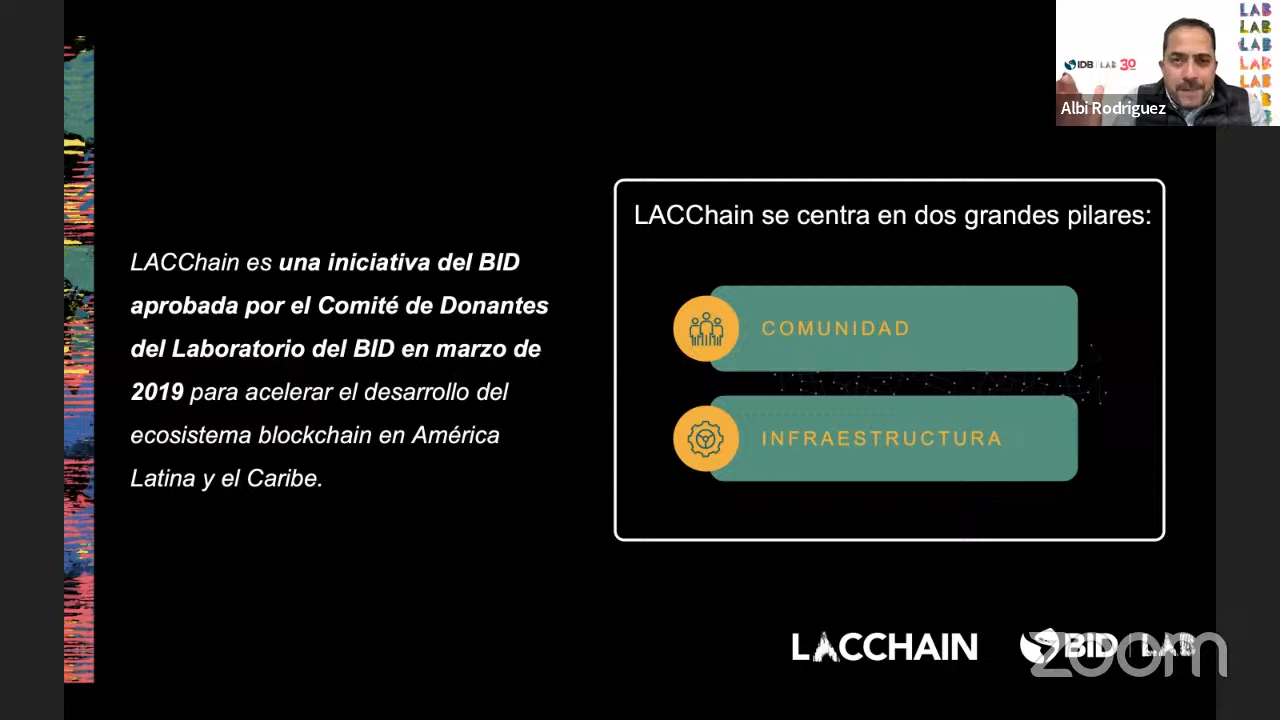 LAB
LAB
LAB
LAB
LAB
IDB | LAB 30
Albi Rodriguez
LACChain es una iniciativa del BID
aprobada por el Comité de Donantes
del Laboratorio del BID en marzo de
2019 para acelerar el desarrollo del
ecosistema blockchain en América
Latina y el Caribe.
LACChain se centra en dos grandes pilares:
COMUNIDAD
INFRAESTRUCTURA
LACCHAIN
BID | LAB
zoom